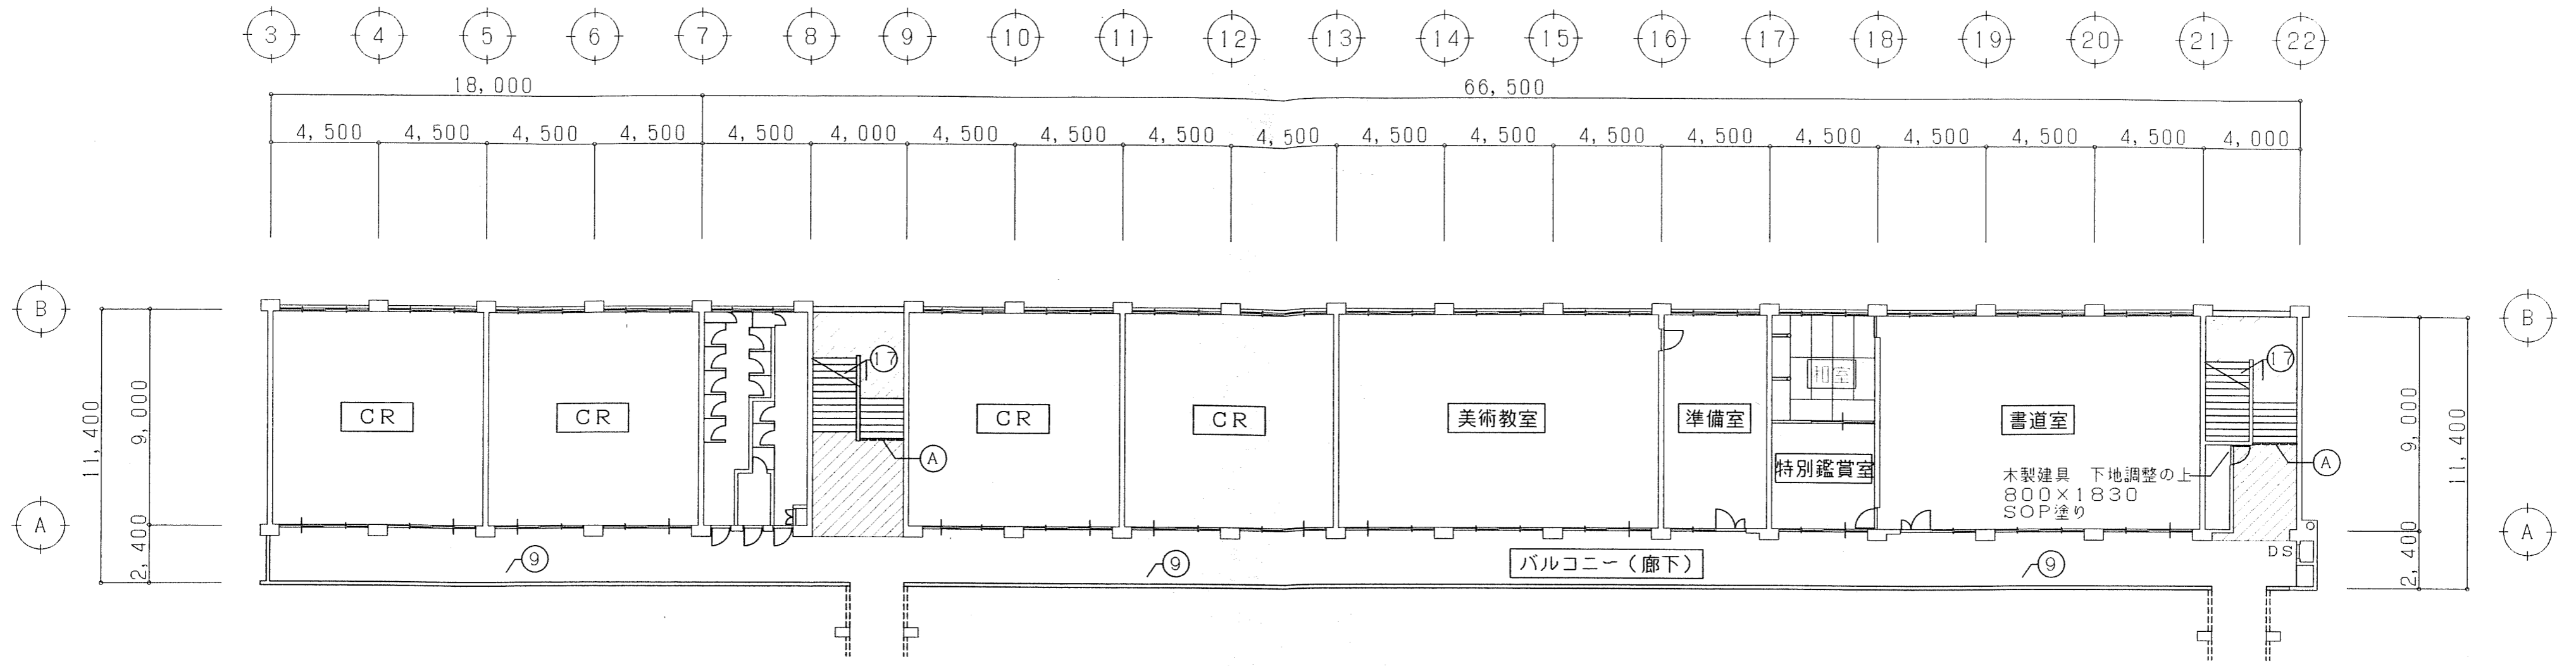 3 4 5 6 7 8 9 10 11 12 13 14 15 16 17 18 19 20 21 22
18,000 66,500
4,500 4,500 4,500 4,500 4,500 4,000 4,500 4,500 4,500 4,500 4,500 4,500 4,500 4,500 4,500 4,500 4,500 4,500 4,000
B B
17 17
和室
11,400 9,000 9,000 11,400
CR CR CR CR 美術教室 準備室 書道室
A A
特別鑑賞室
木製建具 下地調整の上
800×1830
SOP塗り
A A
2,400 2,400
DS
9 9 バルコニー(廊下) 9